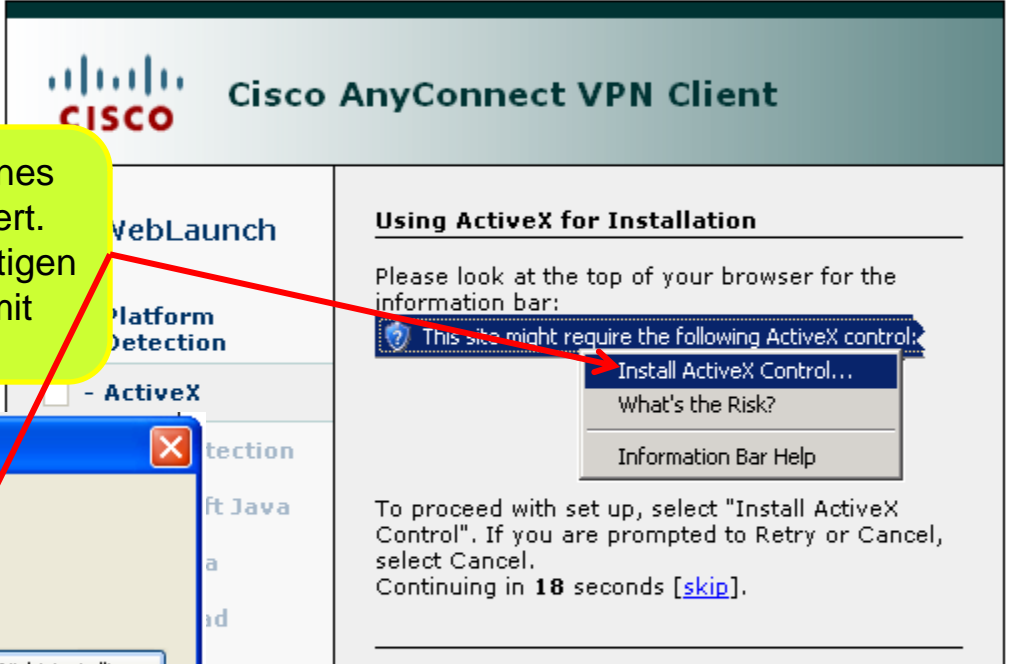 CISCO
Cisco AnyConnect VPN Client
ert.
tigen
WebLaunch
Platform
Detection
- ActiveX
tection
ft Java
a
ad
Using ActiveX for Installation
Please look at the top of your browser for the
information bar:
This site might require the following ActiveX control:
Install ActiveX Control...
What's the Risk?
Information Bar Help
To proceed with set up, select "Install ActiveX
Control". If you are prompted to Retry or Cancel,
select Cancel.
Continuing in 18 seconds [skip].